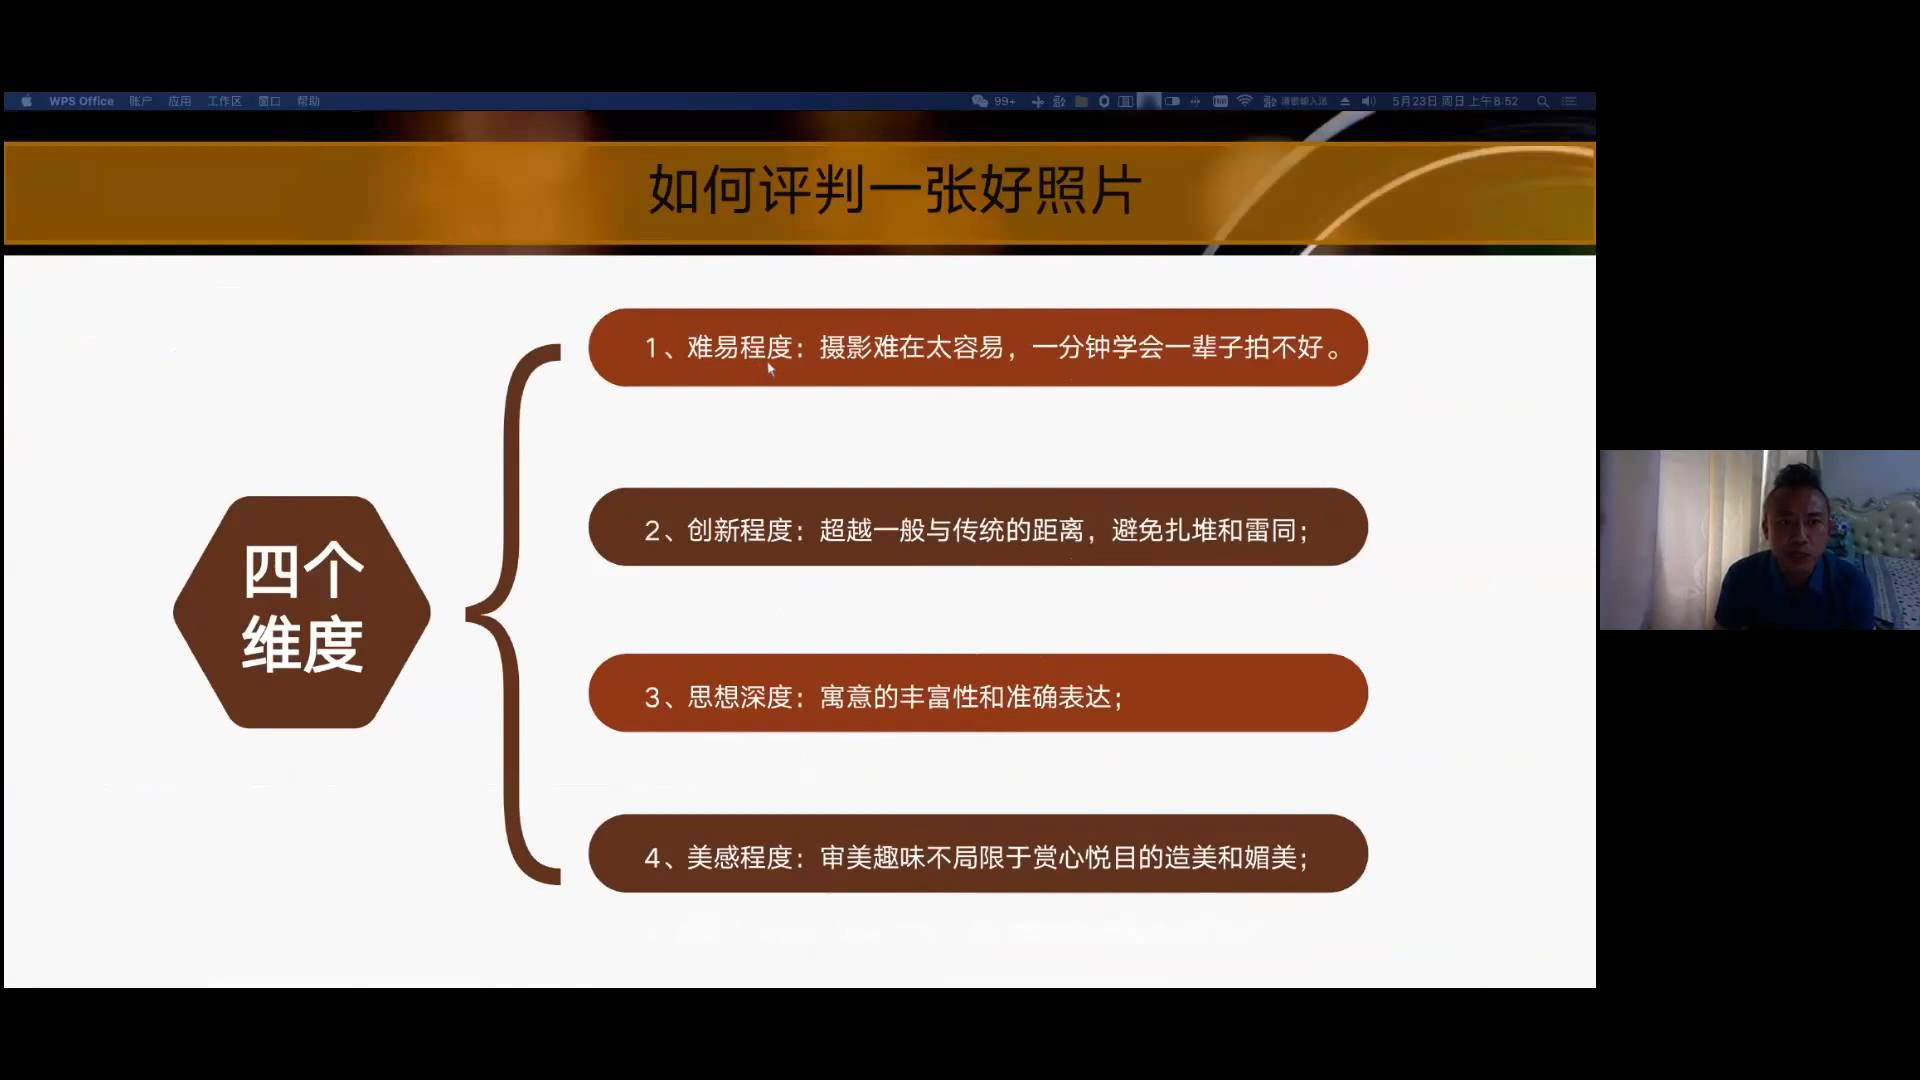 WPS Office 账户 应用 工作区 窗口 帮助 99+ 5月23日 周日 上午8:52
如何评判一张好照片
四个
维度
1、难易程度：摄影难在太容易，一分钟学会一辈子拍不好。
2、创新程度：超越一般与传统的距离，避免扎堆和雷同；
3、思想深度：寓意的丰富性和准确表达；
4、美感程度：审美趣味不局限于赏心悦目的造美和媚美；